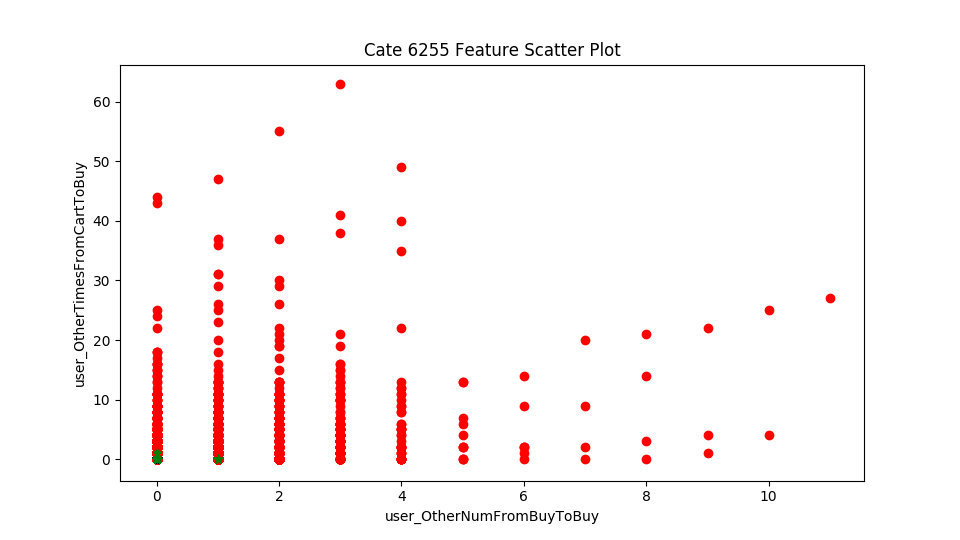 Cate 6255 Feature Scatter Plot
user_OtherTimesFromCartToBuy
60
50
40
30
20
10
0
0 2 4 6 8 10
user_OtherNumFromBuyToBuy